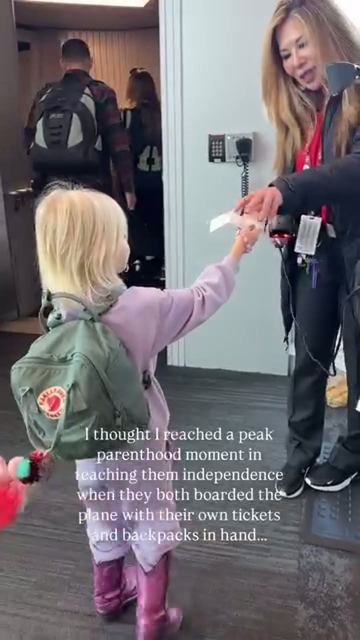 I thought I reached a peak
parenthood moment in
teaching them independence
when they both boarded the
plane with their own tickets
and backpacks in hand...